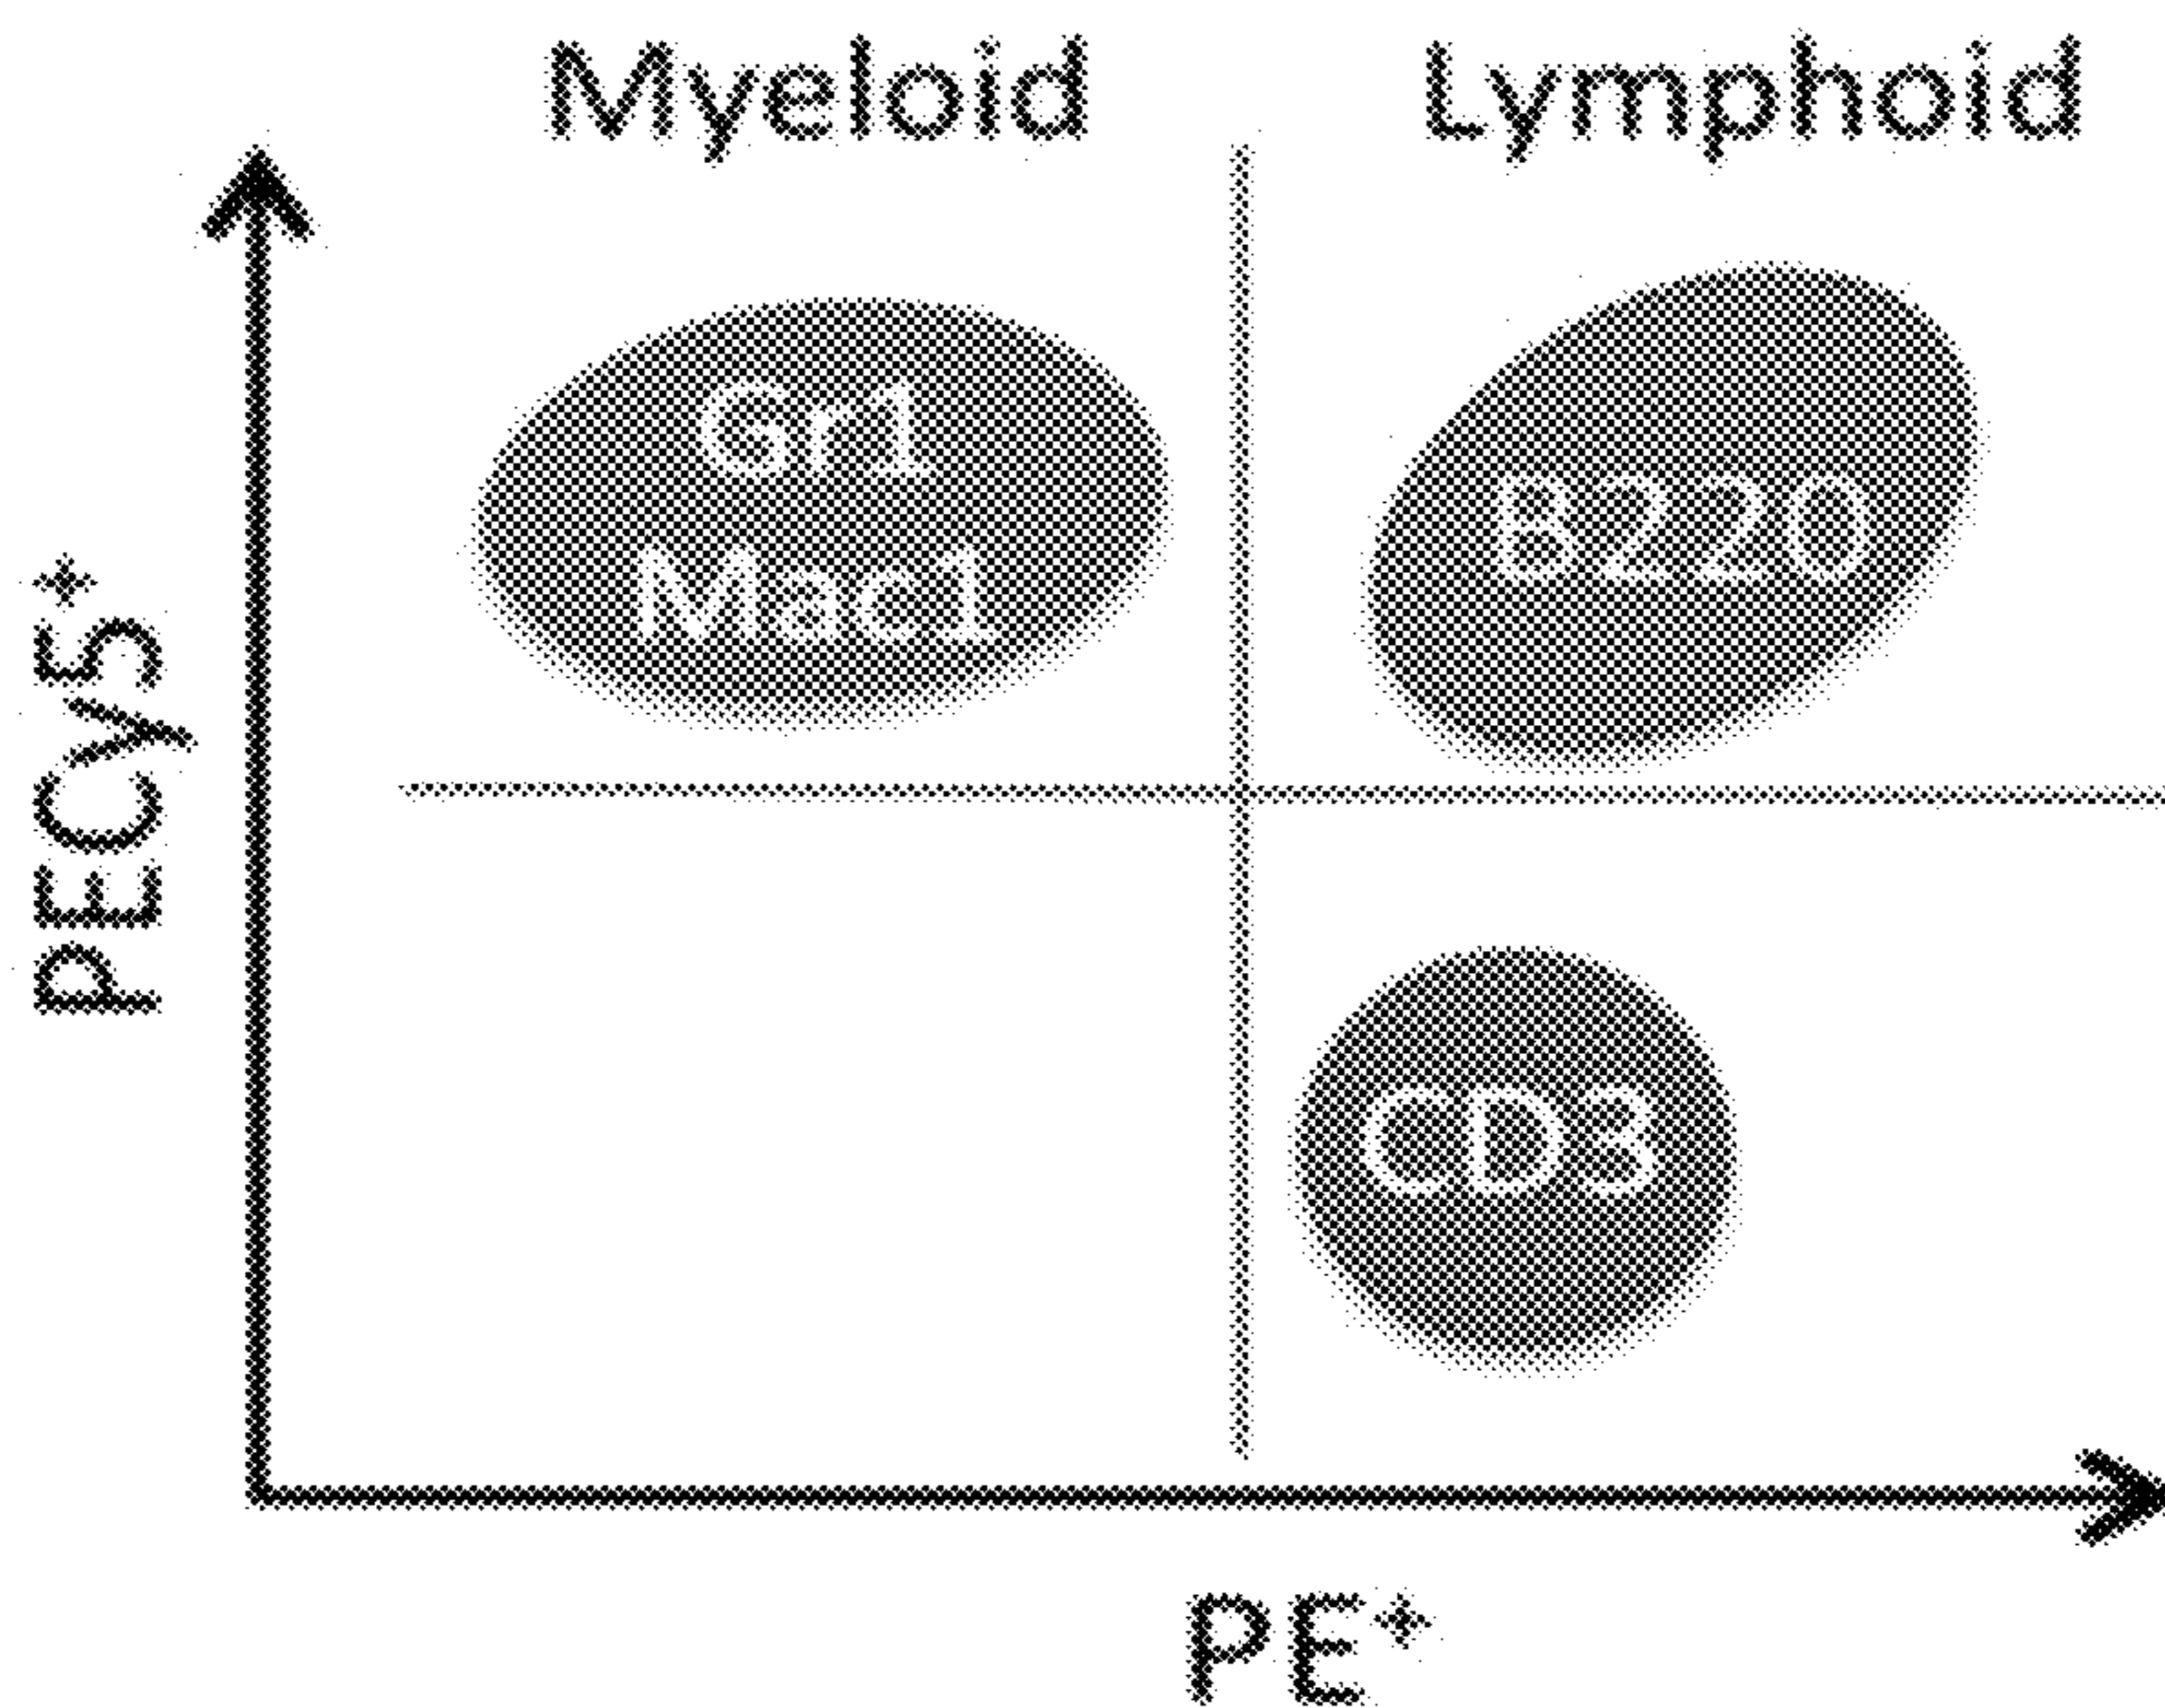 Myeloid
Lymphoid
PECy5+
Gr1
Mac1
B220
CD3
PE+